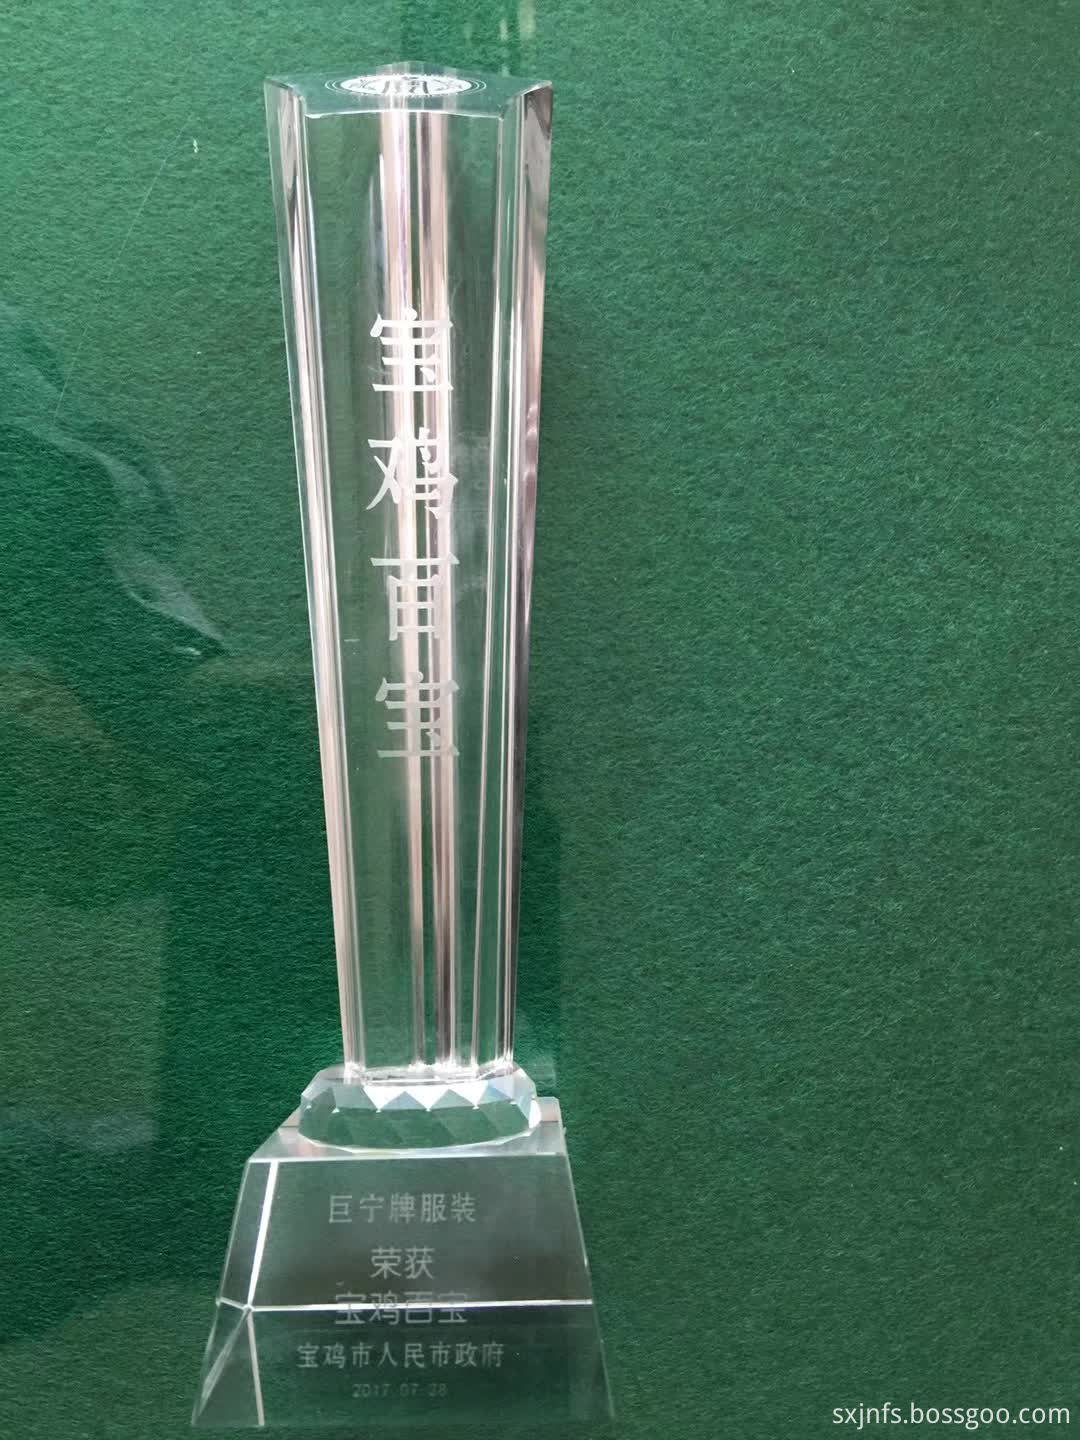 宝鸡百宝
巨宁牌服装
荣获
宝鸡百宝
宝鸡市人民市政府
2017.07.28
sxjnfs.bossgoo.com